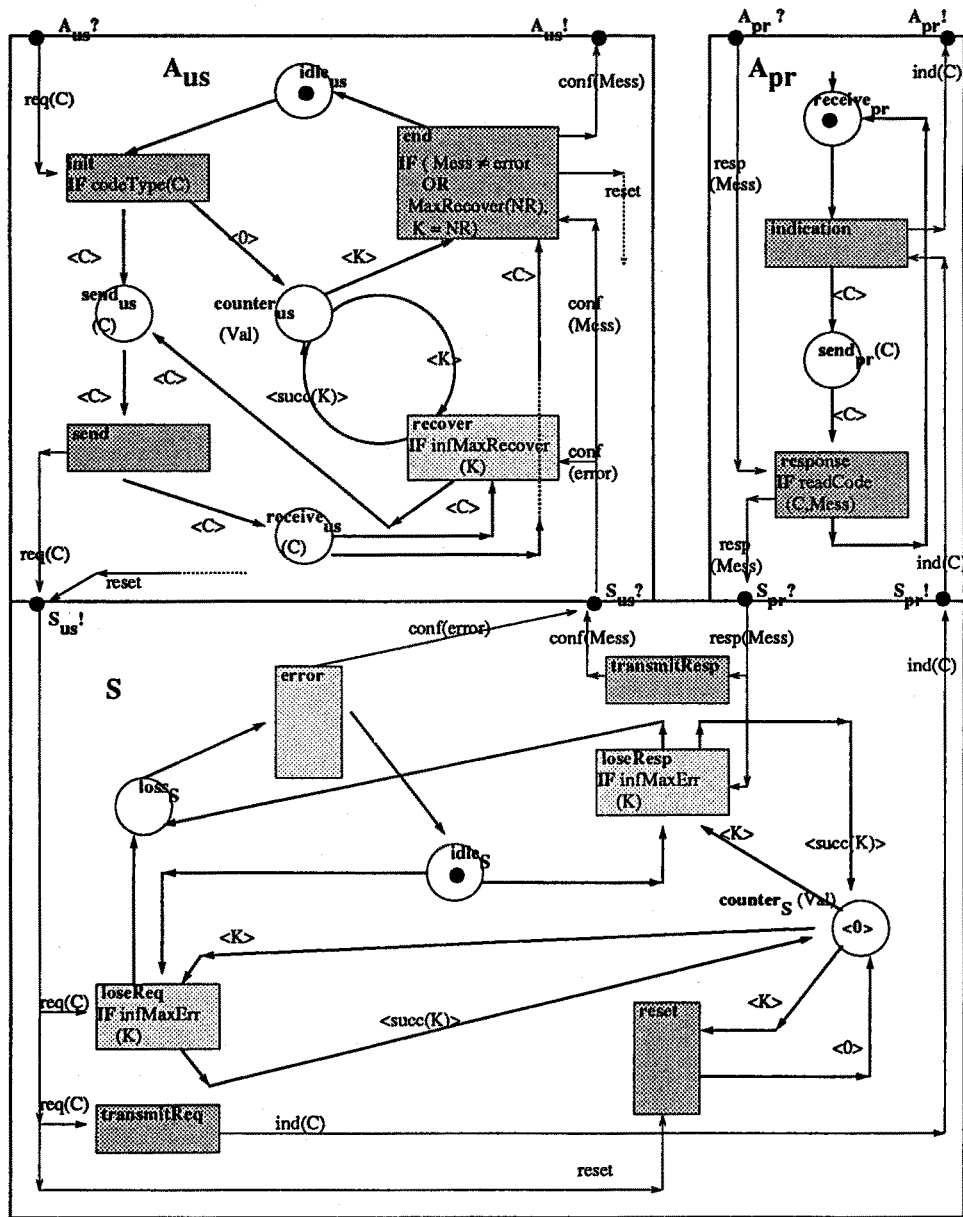 A_us?
A_us!
A_pr?
A_pr!
A_us
idle_us
conf(Mess)
A_pr
ind(C)
req(C)
receive_pr
end
init
IF codeType(C)
IF ( Mess ≠ error
OR
MaxRecover(NR),
K = NR)
reset
resp
(Mess)
<0>
indication
<C>
<K>
<C>
send_us
(C)
counter_us
(Val)
conf
(Mess)
<C>
send_pr(C)
<K>
<C>
<C>
<succ(K)>
<C>
recover
IF infMaxRecover
(K)
send
conf
(error)
response
IF readCode
(C,Mess)
<C>
<C>
receive_us
(C)
req(C)
reset
resp
(Mess)
ind(C)
S_us!
S_us?
S_pr?
S_pr!
conf(error)
conf(Mess)
resp(Mess)
S
error
transmitResp
ind(C)
loseResp
IF infMaxErr
(K)
loss_S
<K>
<succ(K)>
idle_S
counter_S (Val)
<0>
<K>
loseReq
IF infMaxErr
(K)
req(C)
<succ(K)>
reset
<K>
<0>
req(C)
transmitReq
ind(C)
reset